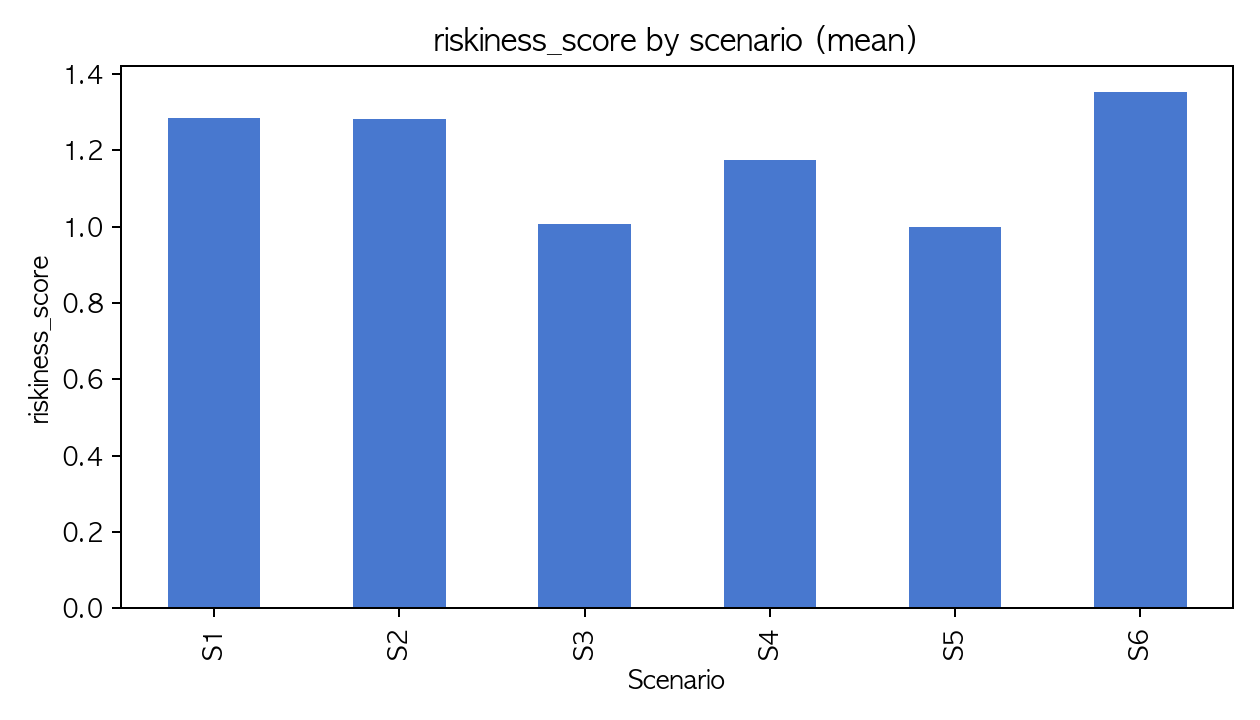 riskiness_score by scenario (mean)
riskiness_score
1.4
1.2
1.0
0.8
0.6
0.4
0.2
0.0
S1
S2
S3
S4
S5
S6
Scenario